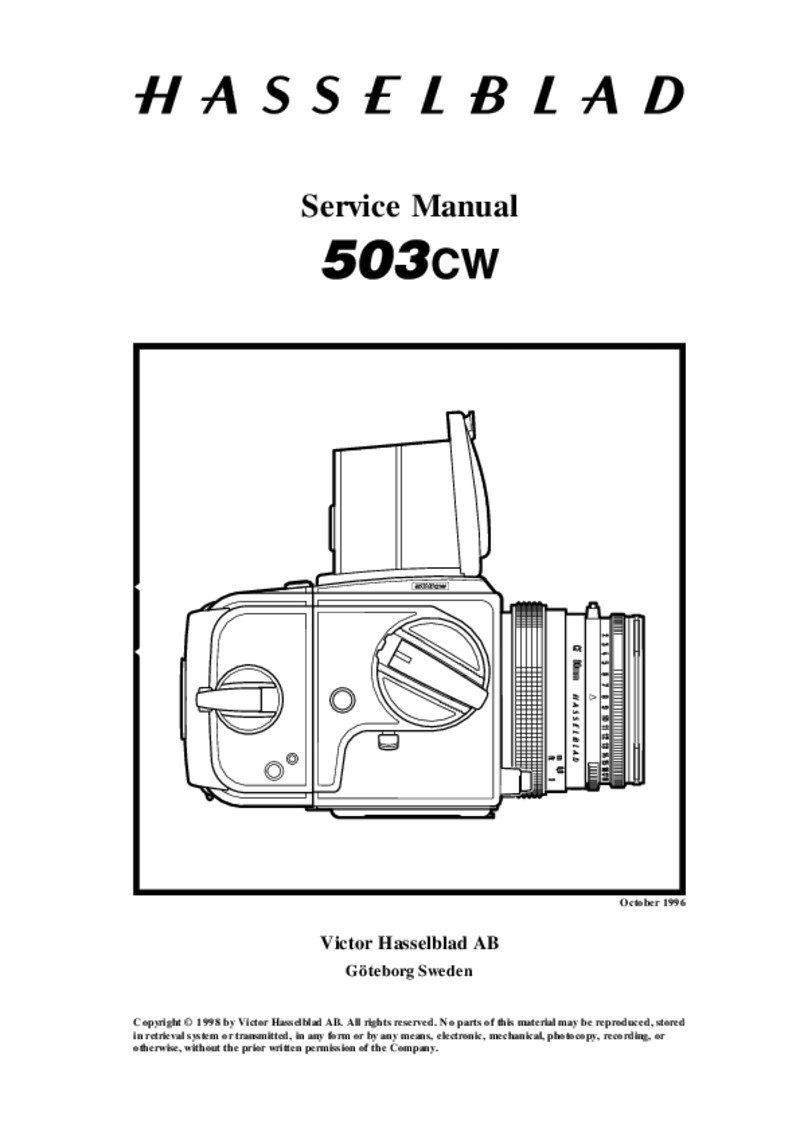 HASSELBLAD
Service Manual
503CW
503CW
CF 80mm HASSELBLAD
October 1996
Victor Hasselblad AB
Göteborg Sweden
Copyright © 1998 by Victor Hasselblad AB. All rights reserved. No parts of this material may be reproduced, stored
in retrieval system or transmitted, in any form or by any means, electronic, mechanical, photocopy, recording, or
otherwise, without the prior written permission of the Company.